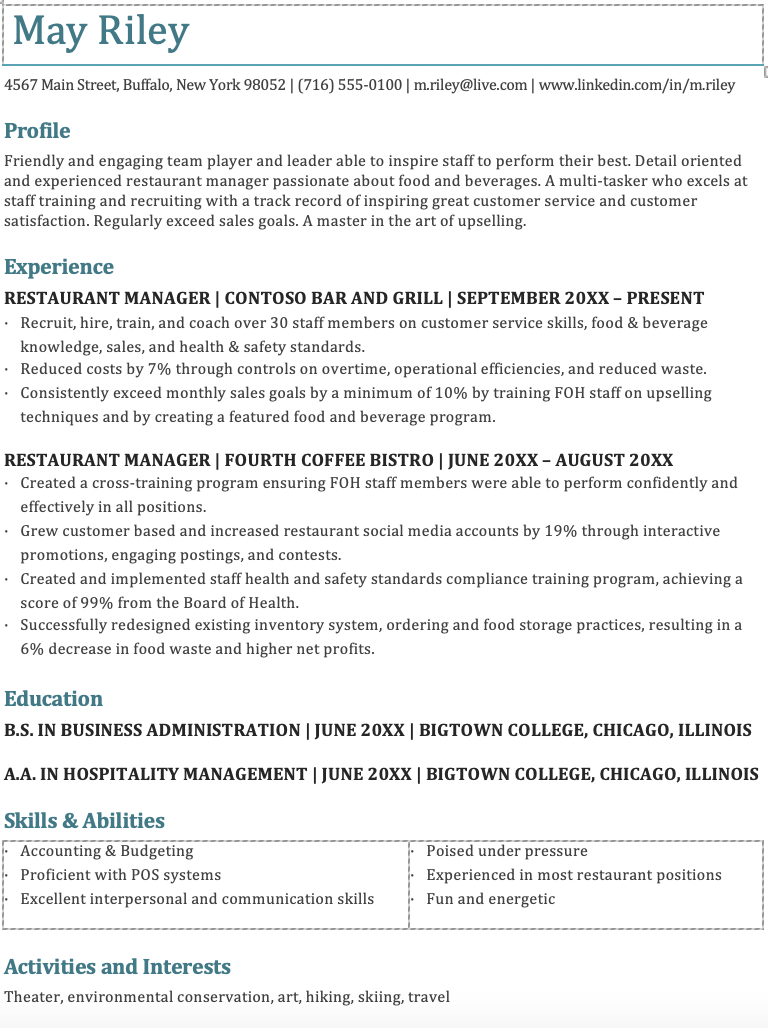 May Riley
4567 Main Street, Buffalo, New York 98052 | (716) 555-0100 | m.riley@live.com | www.linkedin.com/in/m.riley
Profile
Friendly and engaging team player and leader able to inspire staff to perform their best. Detail oriented
and experienced restaurant manager passionate about food and beverages. A multi-tasker who excels at
staff training and recruiting with a track record of inspiring great customer service and customer
satisfaction. Regularly exceed sales goals. A master in the art of upselling.
Experience
RESTAURANT MANAGER | CONTOSO BAR AND GRILL | SEPTEMBER 20XX – PRESENT
· Recruit, hire, train, and coach over 30 staff members on customer service skills, food & beverage
knowledge, sales, and health & safety standards.
· Reduced costs by 7% through controls on overtime, operational efficiencies, and reduced waste.
· Consistently exceed monthly sales goals by a minimum of 10% by training FOH staff on upselling
techniques and by creating a featured food and beverage program.
RESTAURANT MANAGER | FOURTH COFFEE BISTRO | JUNE 20XX – AUGUST 20XX
· Created a cross-training program ensuring FOH staff members were able to perform confidently and
effectively in all positions.
· Grew customer based and increased restaurant social media accounts by 19% through interactive
promotions, engaging postings, and contests.
· Created and implemented staff health and safety standards compliance training program, achieving a
score of 99% from the Board of Health.
· Successfully redesigned existing inventory system, ordering and food storage practices, resulting in a
6% decrease in food waste and higher net profits.
Education
B.S. IN BUSINESS ADMINISTRATION | JUNE 20XX | BIGTOWN COLLEGE, CHICAGO, ILLINOIS
A.A. IN HOSPITALITY MANAGEMENT | JUNE 20XX | BIGTOWN COLLEGE, CHICAGO, ILLINOIS
Skills & Abilities
· Accounting & Budgeting
· Proficient with POS systems
· Excellent interpersonal and communication skills
· Poised under pressure
· Experienced in most restaurant positions
· Fun and energetic
Activities and Interests
Theater, environmental conservation, art, hiking, skiing, travel